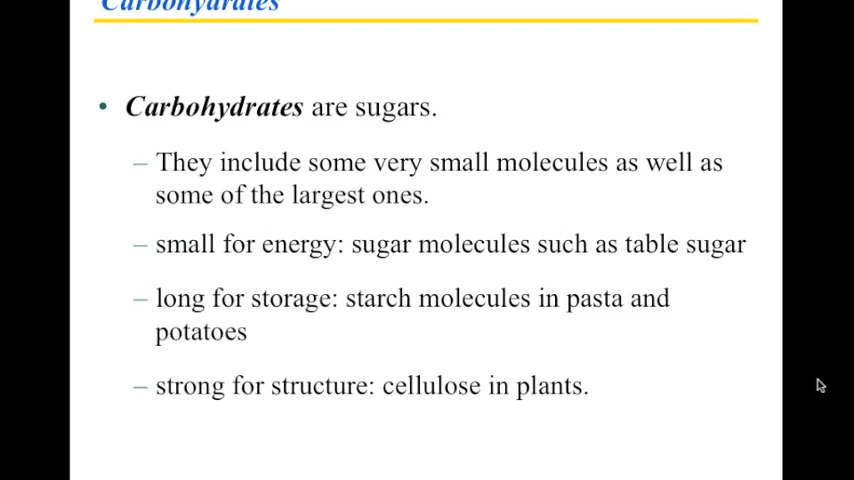 Carbohydrates
• Carbohydrates are sugars.
– They include some very small molecules as well as
some of the largest ones.
– small for energy: sugar molecules such as table sugar
– long for storage: starch molecules in pasta and
potatoes
– strong for structure: cellulose in plants.